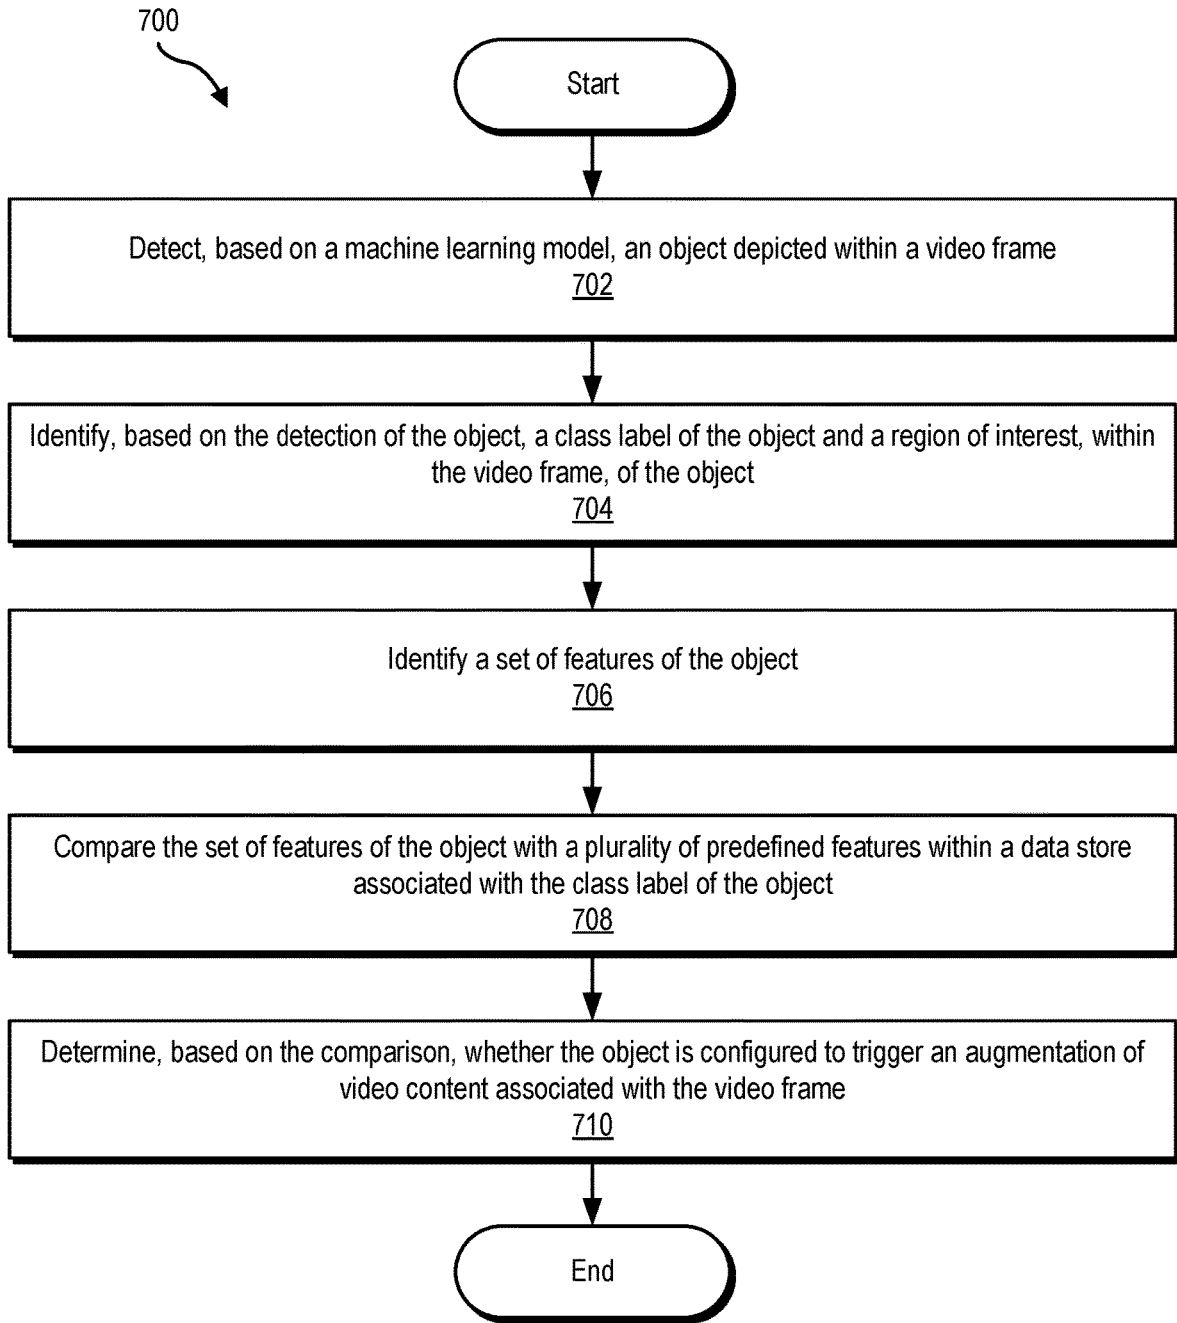 700
Start
Detect, based on a machine learning model, an object depicted within a video frame
702
Identify, based on the detection of the object, a class label of the object and a region of interest, within
the video frame, of the object
704
Identify a set of features of the object
706
Compare the set of features of the object with a plurality of predefined features within a data store
associated with the class label of the object
708
Determine, based on the comparison, whether the object is configured to trigger an augmentation of
video content associated with the video frame
710
End